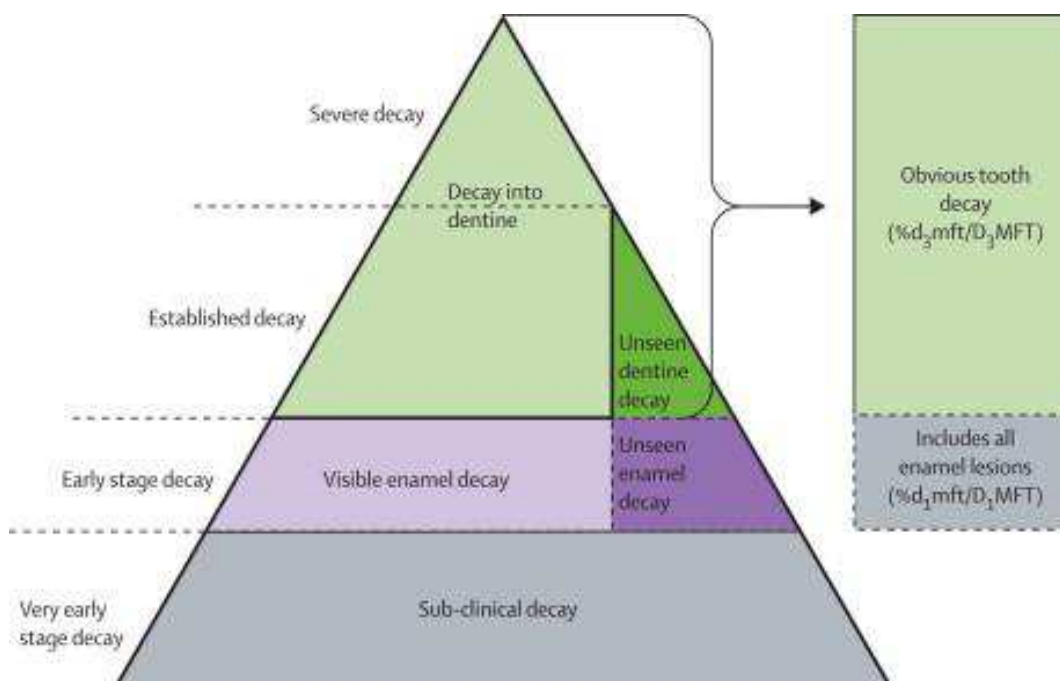 Severe decay
Decay into
dentine
Established decay
Unseen
dentine
decay
Early stage decay
Visible enamel decay
Unseen
enamel
decay
Very early
stage decay
Sub-clinical decay
Obvious tooth
decay
(%d₃mft/D₃MFT)
Includes all
enamel lesions
(%d₁mft/D₁MFT)